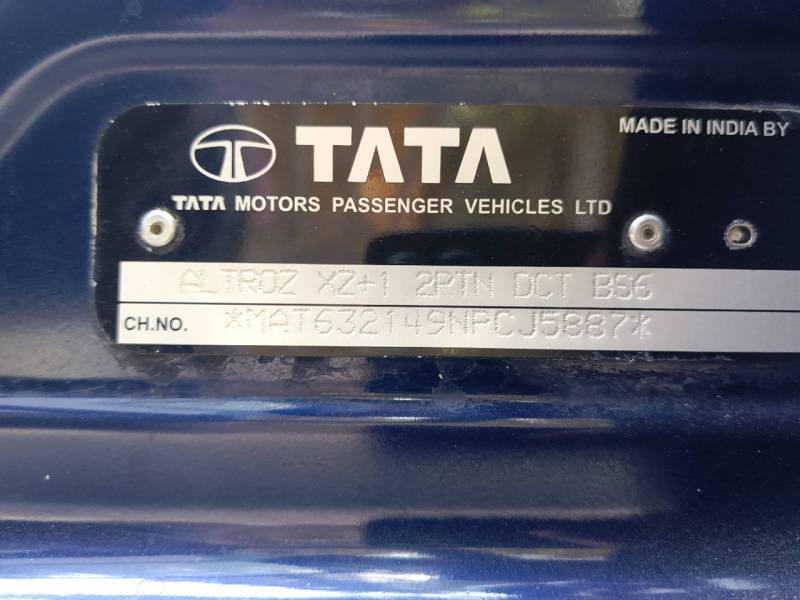 TATA
MADE IN INDIA BY
TATA MOTORS PASSENGER VEHICLES LTD
ALTROZ XZ+1.2PTN DCT BS6
CH.NO. *MAT632149NPCJ5887*